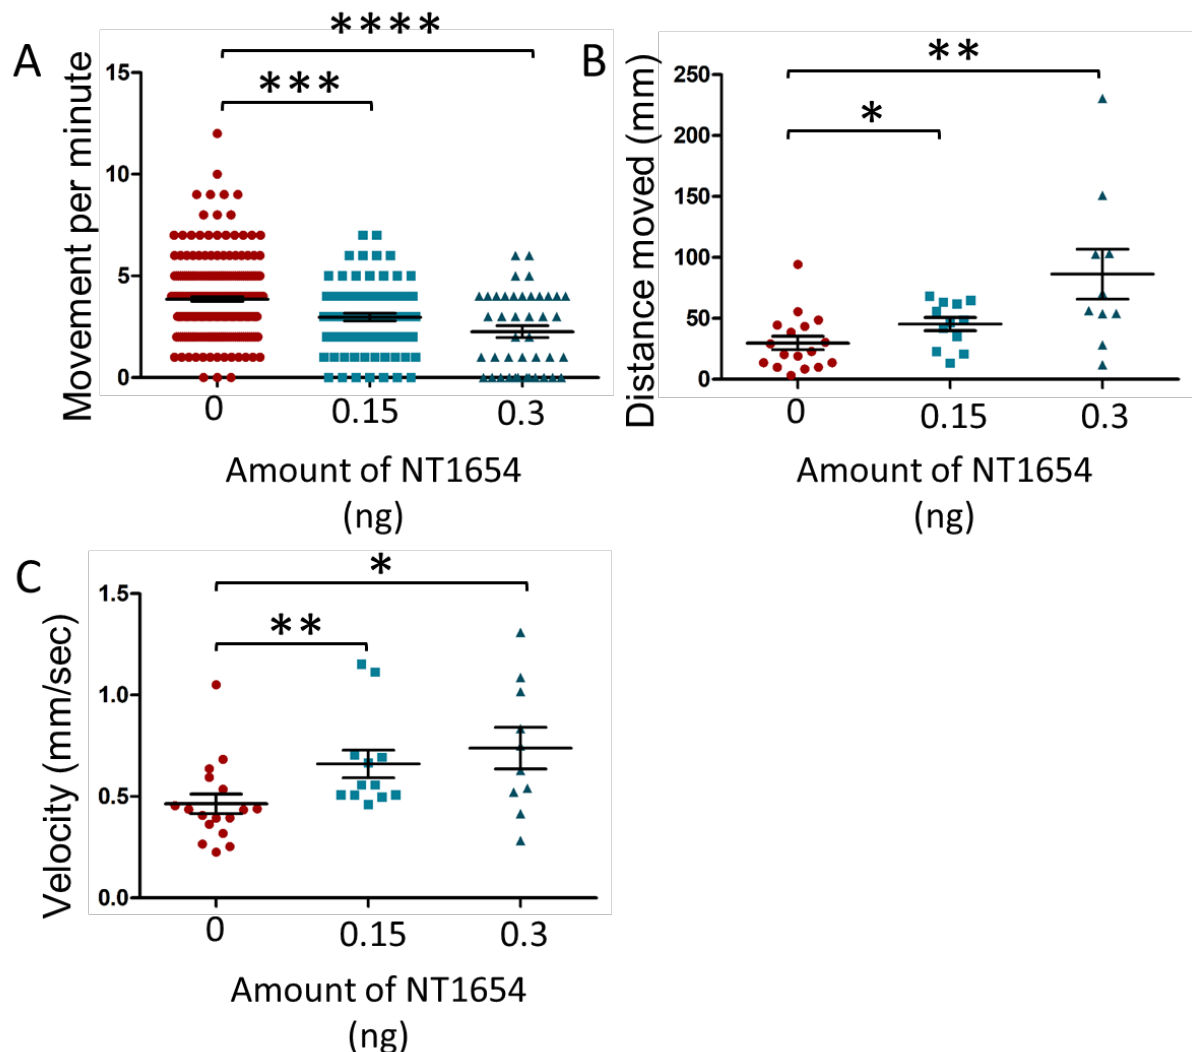 A
****
***
Movement per minute
15
10
5
0
0
0.15
0.3
Amount of NT1654
(ng)
B
**
*
Distance moved (mm)
250
200
150
100
50
0
0
0.15
0.3
Amount of NT1654
(ng)
C
*
**
Velocity (mm/sec)
1.5
1.0
0.5
0.0
0
0.15
0.3
Amount of NT1654
(ng)